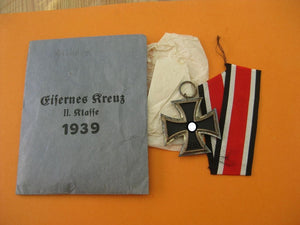 Eisernes Kreuz
II. Klasse
1939